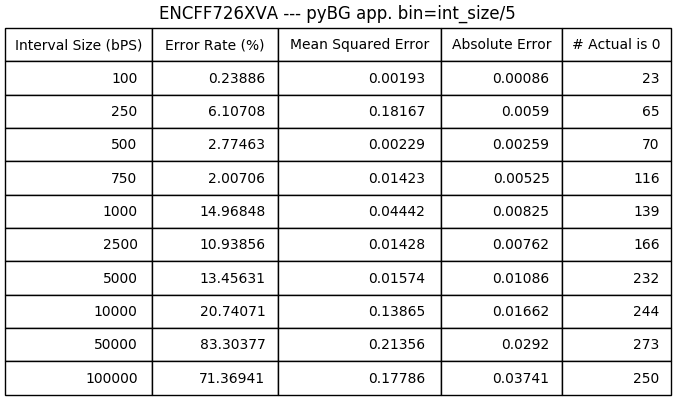 ENCFF726XVA --- pyBG app. bin=int_size/5
Interval Size (bPS) Error Rate (%) Mean Squared Error Absolute Error # Actual is 0
100 0.23886 0.00193 0.00086 23
250 6.10708 0.18167 0.0059 65
500 2.77463 0.00229 0.00259 70
750 2.00706 0.01423 0.00525 116
1000 14.96848 0.04442 0.00825 139
2500 10.93856 0.01428 0.00762 166
5000 13.45631 0.01574 0.01086 232
10000 20.74071 0.13865 0.01662 244
50000 83.30377 0.21356 0.0292 273
100000 71.36941 0.17786 0.03741 250